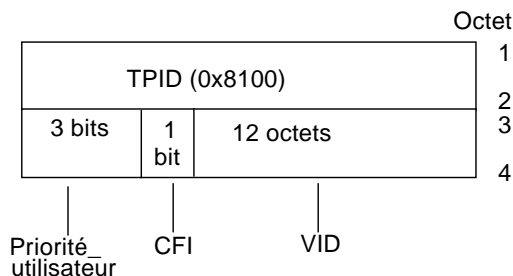 Octet
1
TPID (0x8100)
2
3 bits
1
bit
12 octets
3
4
Priorité_
utilisateur
CFI
VID